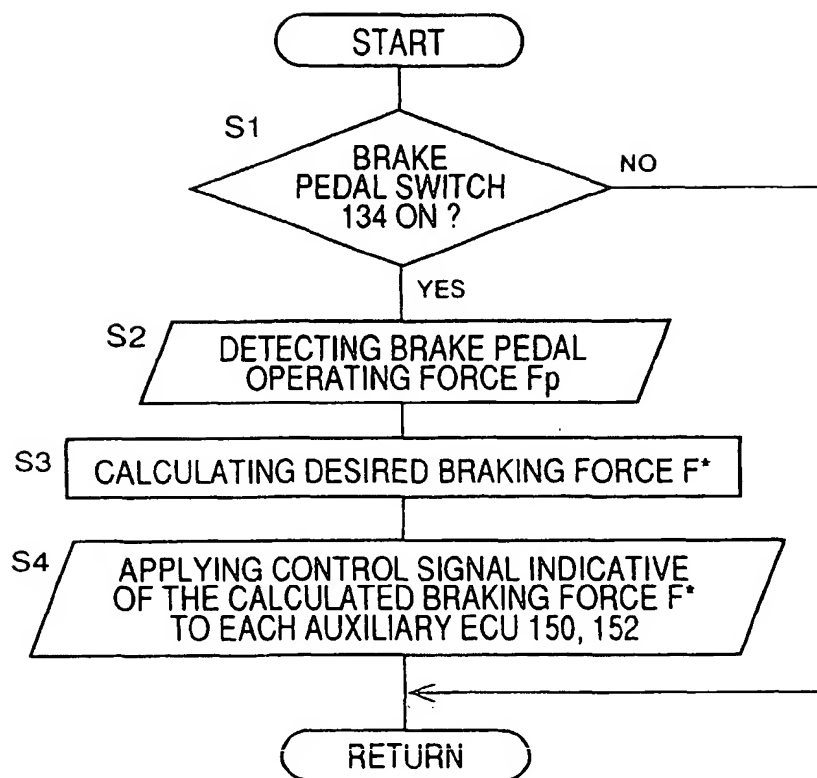 START
S1
BRAKE
PEDAL SWITCH
134 ON ?
NO
YES
S2
DETECTING BRAKE PEDAL
OPERATING FORCE Fp
S3
CALCULATING DESIRED BRAKING FORCE F*
S4
APPLYING CONTROL SIGNAL INDICATIVE
OF THE CALCULATED BRAKING FORCE F*
TO EACH AUXILIARY ECU 150, 152
RETURN